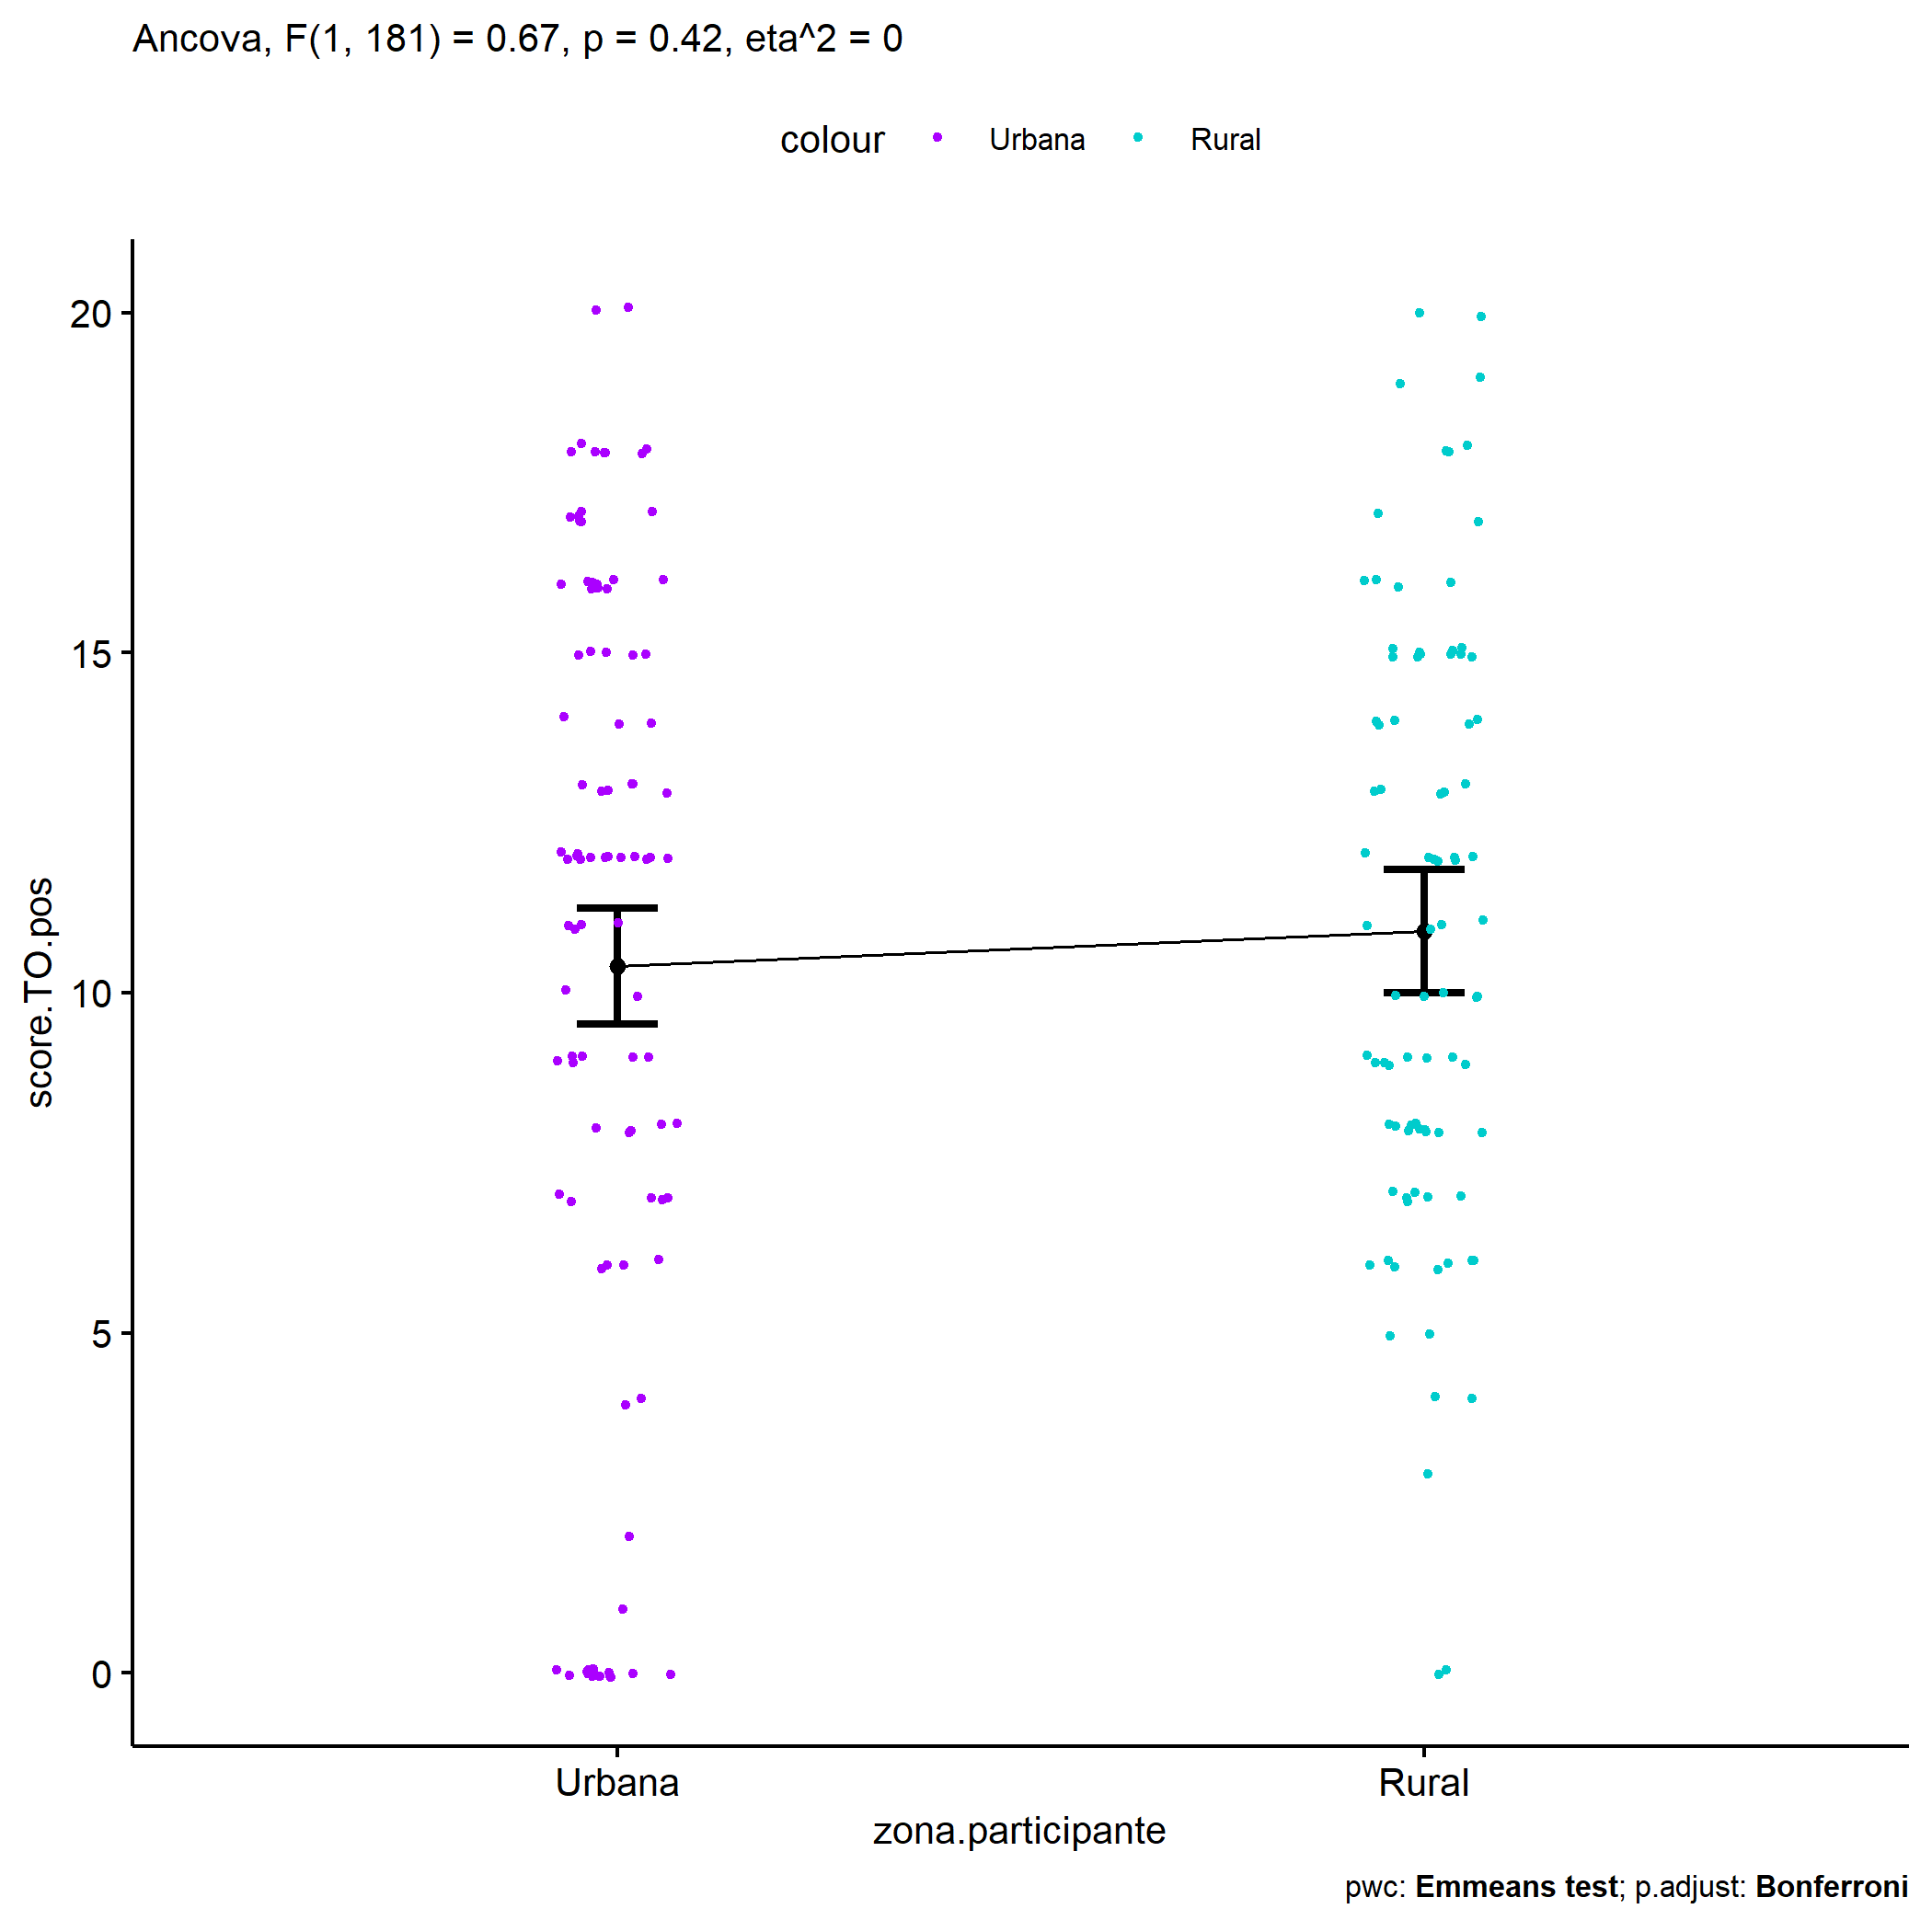 Ancova, F(1, 181) = 0.67, p = 0.42, eta^2 = 0
colour Urbana Rural
20
15
10
5
0
score.TO.pos
Urbana Rural
zona.participante
pwc: Emmeans test; p.adjust: Bonferroni